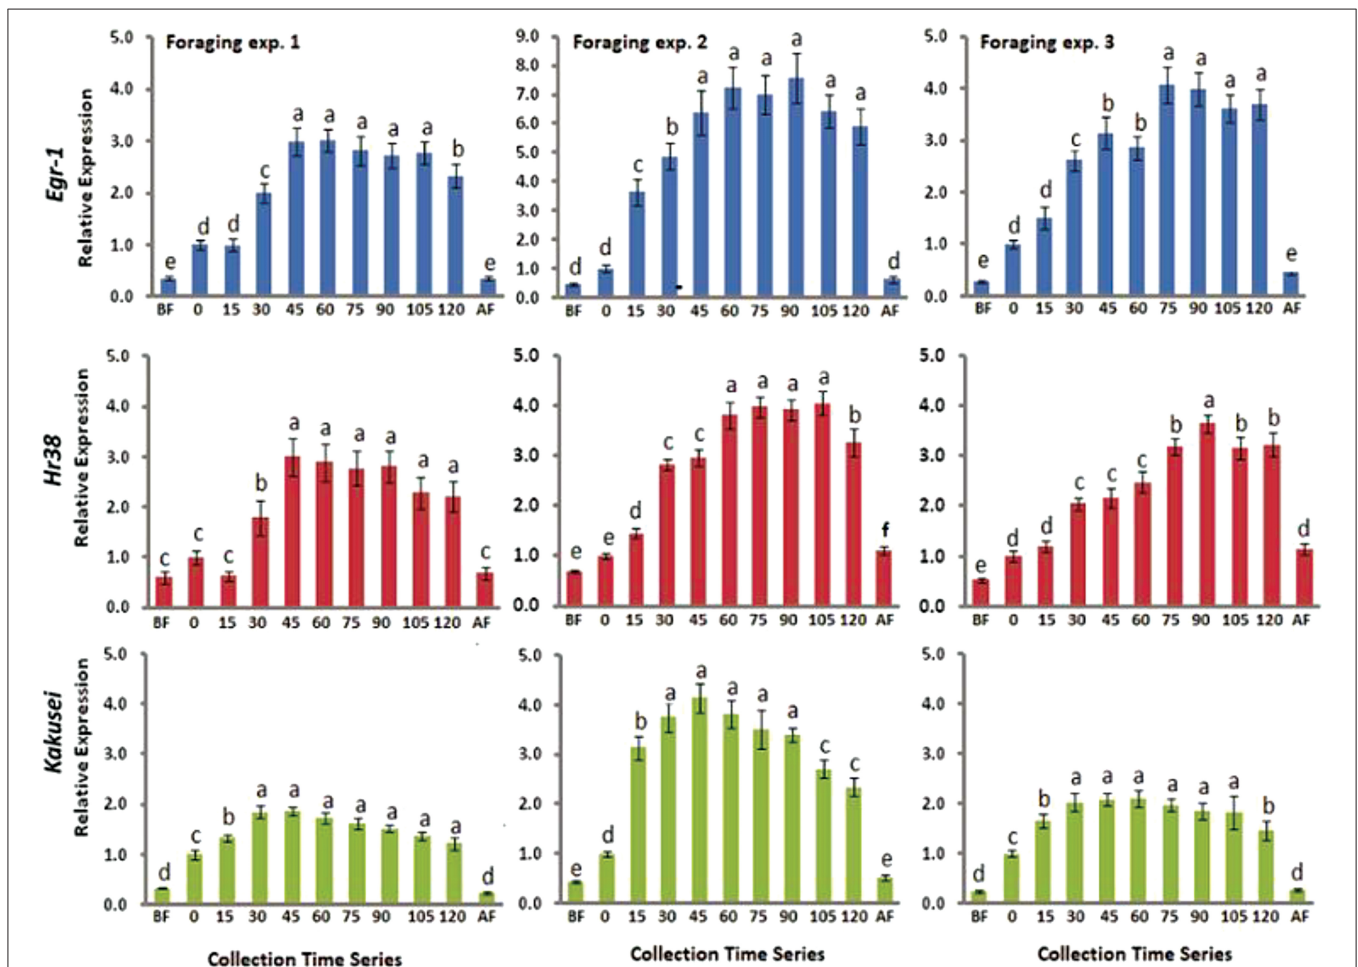 Foraging exp. 1
Egr-1
Relative Expression
5.0
4.0
3.0
2.0
1.0
0.0
e d d c a a a a a b e
BF 0 15 30 45 60 75 90 105 120 AF
Foraging exp. 2
9.0
8.0
7.0
6.0
5.0
4.0
3.0
2.0
1.0
0.0
d d c b a a a a a a d
BF 0 15 30 45 60 75 90 105 120 AF
Foraging exp. 3
5.0
4.0
3.0
2.0
1.0
0.0
e d d c b b a a a a e
BF 0 15 30 45 60 75 90 105 120 AF
Hr38
Relative Expression
5.0
4.0
3.0
2.0
1.0
0.0
c c c b a a a a a a c
BF 0 15 30 45 60 75 90 105 120 AF
5.0
4.0
3.0
2.0
1.0
0.0
e e d c c a a a a b f
BF 0 15 30 45 60 75 90 105 120 AF
5.0
4.0
3.0
2.0
1.0
0.0
e d d c c c b a b b d
BF 0 15 30 45 60 75 90 105 120 AF
Kakusei
Relative Expression
5.0
4.0
3.0
2.0
1.0
0.0
d c b a a a a a a a d
BF 0 15 30 45 60 75 90 105 120 AF
Collection Time Series
5.0
4.0
3.0
2.0
1.0
0.0
e d b a a a a a c c e
BF 0 15 30 45 60 75 90 105 120 AF
Collection Time Series
5.0
4.0
3.0
2.0
1.0
0.0
d c b a a a a a a b d
BF 0 15 30 45 60 75 90 105 120 AF
Collection Time Series